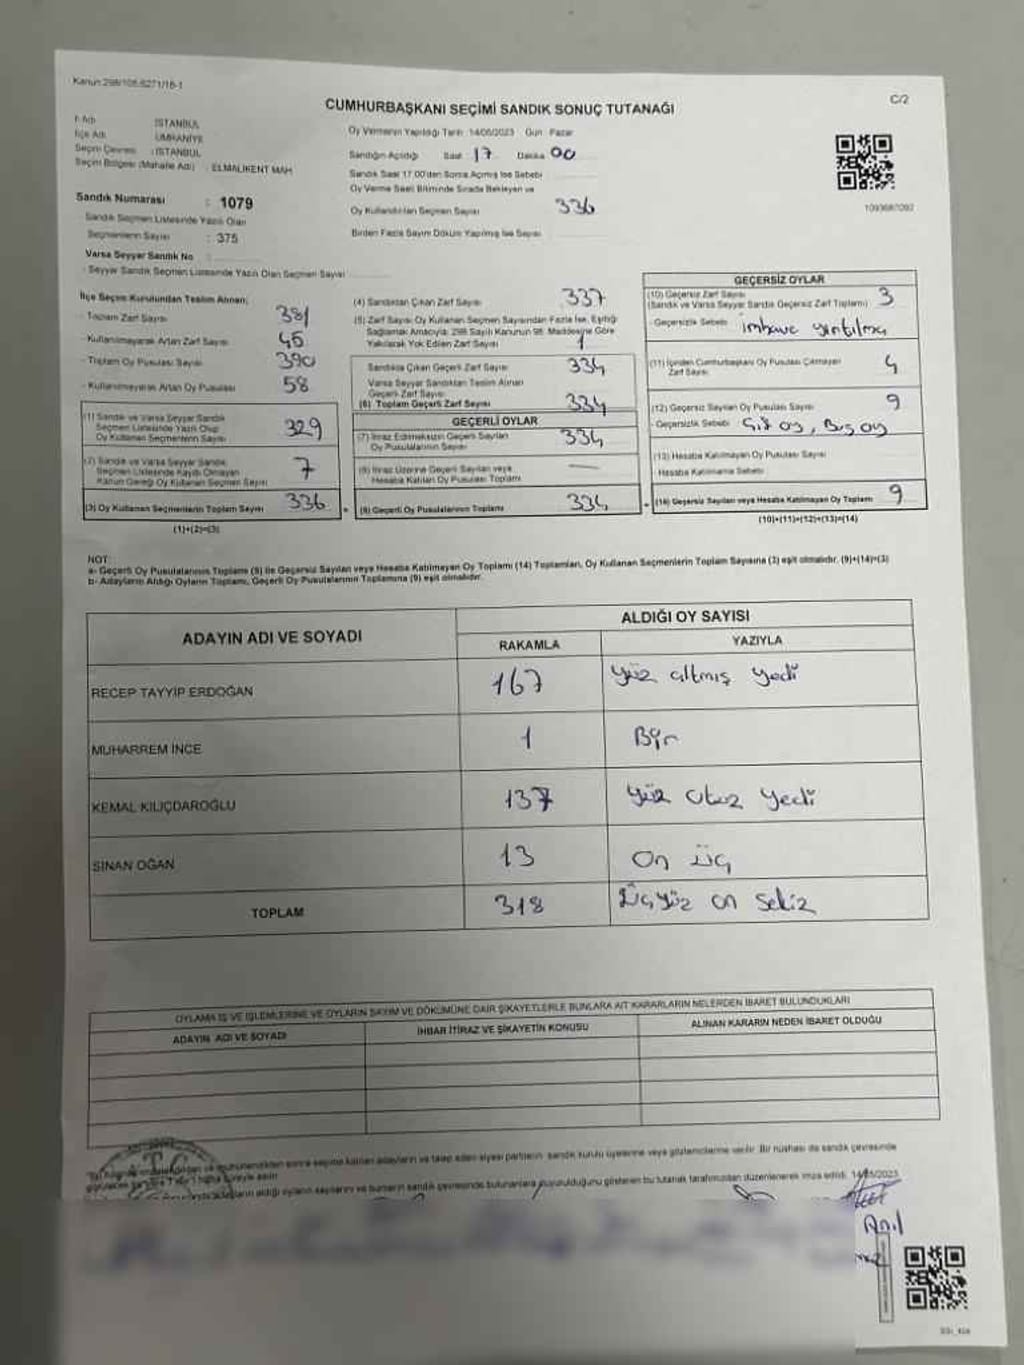 Kanun:298/105-6271/16-1
C/2
CUMHURBAŞKANI SEÇİMİ SANDIK SONUÇ TUTANAĞI
İl Adı : İSTANBUL
İlçe Adı : ÜMRANİYE
Seçim Çevresi : İSTANBUL
Seçim Bölgesi (Mahalle Adı) : ELMALIKENT MAH
Sandık Numarası : 1079
Sandık Seçmen Listesinde Yazılı Olan
Seçmenlerin Sayısı : 375
Varsa Seyyar Sandık No :
- Seyyar Sandık Seçmen Listesinde Yazılı Olan Seçmen Sayısı
Oy Vermenin Yapıldığı Tarih 14/05/2023 Gün Pazar
Sandığın Açıldığı Saat 17 Dakika 00
Sandık Saat 17.00'den Sonra Açılmış İse Sebebi
Oy Verme Saati Bitiminde Sırada Bekleyen ve
Oy Kullandırılan Seçmen Sayısı 336
Birden Fazla Sayım Döküm Yapılmış İse Sayısı
1093687092
İlçe Seçim Kurulundan Teslim Alınan;
- Toplam Zarf Sayısı 381
- Kullanılmayarak Artan Zarf Sayısı 45
- Toplam Oy Pusulası Sayısı 390
- Kullanılmayarak Artan Oy Pusulası 58
(1) Sandık ve Varsa Seyyar Sandık
Seçmen Listesinde Yazılı Olup
Oy Kullanan Seçmenlerin Sayısı 329
(2) Sandık ve Varsa Seyyar Sandık
Seçmen Listesinde Kayıtlı Olmayan
Kanun Gereği Oy Kullanan Seçmen Sayısı 7
(3) Oy Kullanan Seçmenlerin Toplam Sayısı 336
(1)+(2)=(3)
(4) Sandıktan Çıkan Zarf Sayısı 337
(5) Zarf Sayısı Oy Kullanan Seçmen Sayısından Fazla İse, Eşitliği
Sağlamak Amacıyla; 298 Sayılı Kanunun 98. Maddesine Göre
Yakılarak Yok Edilen Zarf Sayısı 1
Sandıkta Çıkan Geçerli Zarf Sayısı 334
Varsa Seyyar Sandıktan Teslim Alınan
Geçerli Zarf Sayısı
(6) Toplam Geçerli Zarf Sayısı 334
GEÇERLİ OYLAR
(7) İtiraz Edilmeksizin Geçerli Sayılan
Oy Pusulalarının Sayısı 334
(8) İtiraz Üzerine Geçerli Sayılan veya
Hesaba Katılan Oy Pusulası Toplamı —
(9) Geçerli Oy Pusulalarının Toplamı 334
GEÇERSİZ OYLAR
(10) Geçersiz Zarf Sayısı
(Sandık ve Varsa Seyyar Sandık Geçersiz Zarf Toplamı) 3
- Geçersizlik Sebebi yırtılma
(11) İçinden Cumhurbaşkanı Oy Pusulası Çıkmayan
Zarf Sayısı 4
(12) Geçersiz Sayılan Oy Pusulası Sayısı 9
- Geçersizlik Sebebi Çift oy, Boş oy
(13) Hesaba Katılmayan Oy Pusulası Sayısı
- Hesaba Katılmama Sebebi
(14) Geçersiz Sayılan veya Hesaba Katılmayan Oy Toplamı 9
(10)+(11)+(12)+(13)=(14)
NOT:
a- Geçerli Oy Pusulalarının Toplamı (9) ile Geçersiz Sayılan veya Hesaba Katılmayan Oy Toplamı (14) Toplamları, Oy Kullanan Seçmenlerin Toplam Sayısına (3) eşit olmalıdır. (9)+(14)=(3)
b- Adayların Aldığı Oyların Toplamı, Geçerli Oy Pusulalarının Toplamına (9) eşit olmalıdır.
ADAYIN ADI VE SOYADI
ALDIĞI OY SAYISI
RAKAMLA YAZIYLA
RECEP TAYYİP ERDOĞAN 167 Yüz altmış yedi
MUHARREM İNCE 1 Bir
KEMAL KILIÇDAROĞLU 137 Yüz otuz yedi
SİNAN OĞAN 13 On üç
TOPLAM 318 Üçyüz on sekiz
OYLAMA İŞ VE İŞLEMLERİNE VE OYLARIN SAYIM VE DÖKÜMÜNE DAİR ŞİKAYETLERLE BUNLARA AİT KARARLARIN NELERDEN İBARET BULUNDUKLARI
ADAYIN ADI VE SOYADI İHBAR İTİRAZ VE ŞİKAYETİN KONUSU ALINAN KARARIN NEDEN İBARET OLDUĞU
sonra seçime katılan adayların ve talep eden siyasi partilerin sandık kurulu üyelerine veya gözlemcilerine verilir. Bir nüshası da sandık çevresinde
adayların aldığı oyların sayılarını ve bunların sandık çevresinde bulunanlara duyurulduğunu gösteren bu tutanak tarafımızdan düzenlenerek imza edildi. 14/05/2023
T.C.
Anıl